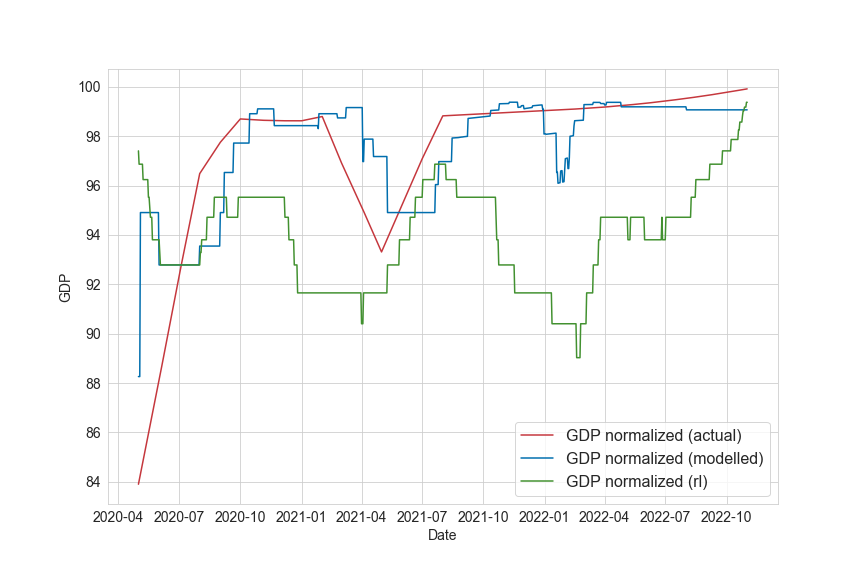 100
98
96
94
92
90
88
86
84
GDP
GDP normalized (actual)
GDP normalized (modelled)
GDP normalized (rl)
2020-04 2020-07 2020-10 2021-01 2021-04 2021-07 2021-10 2022-01 2022-04 2022-07 2022-10
Date